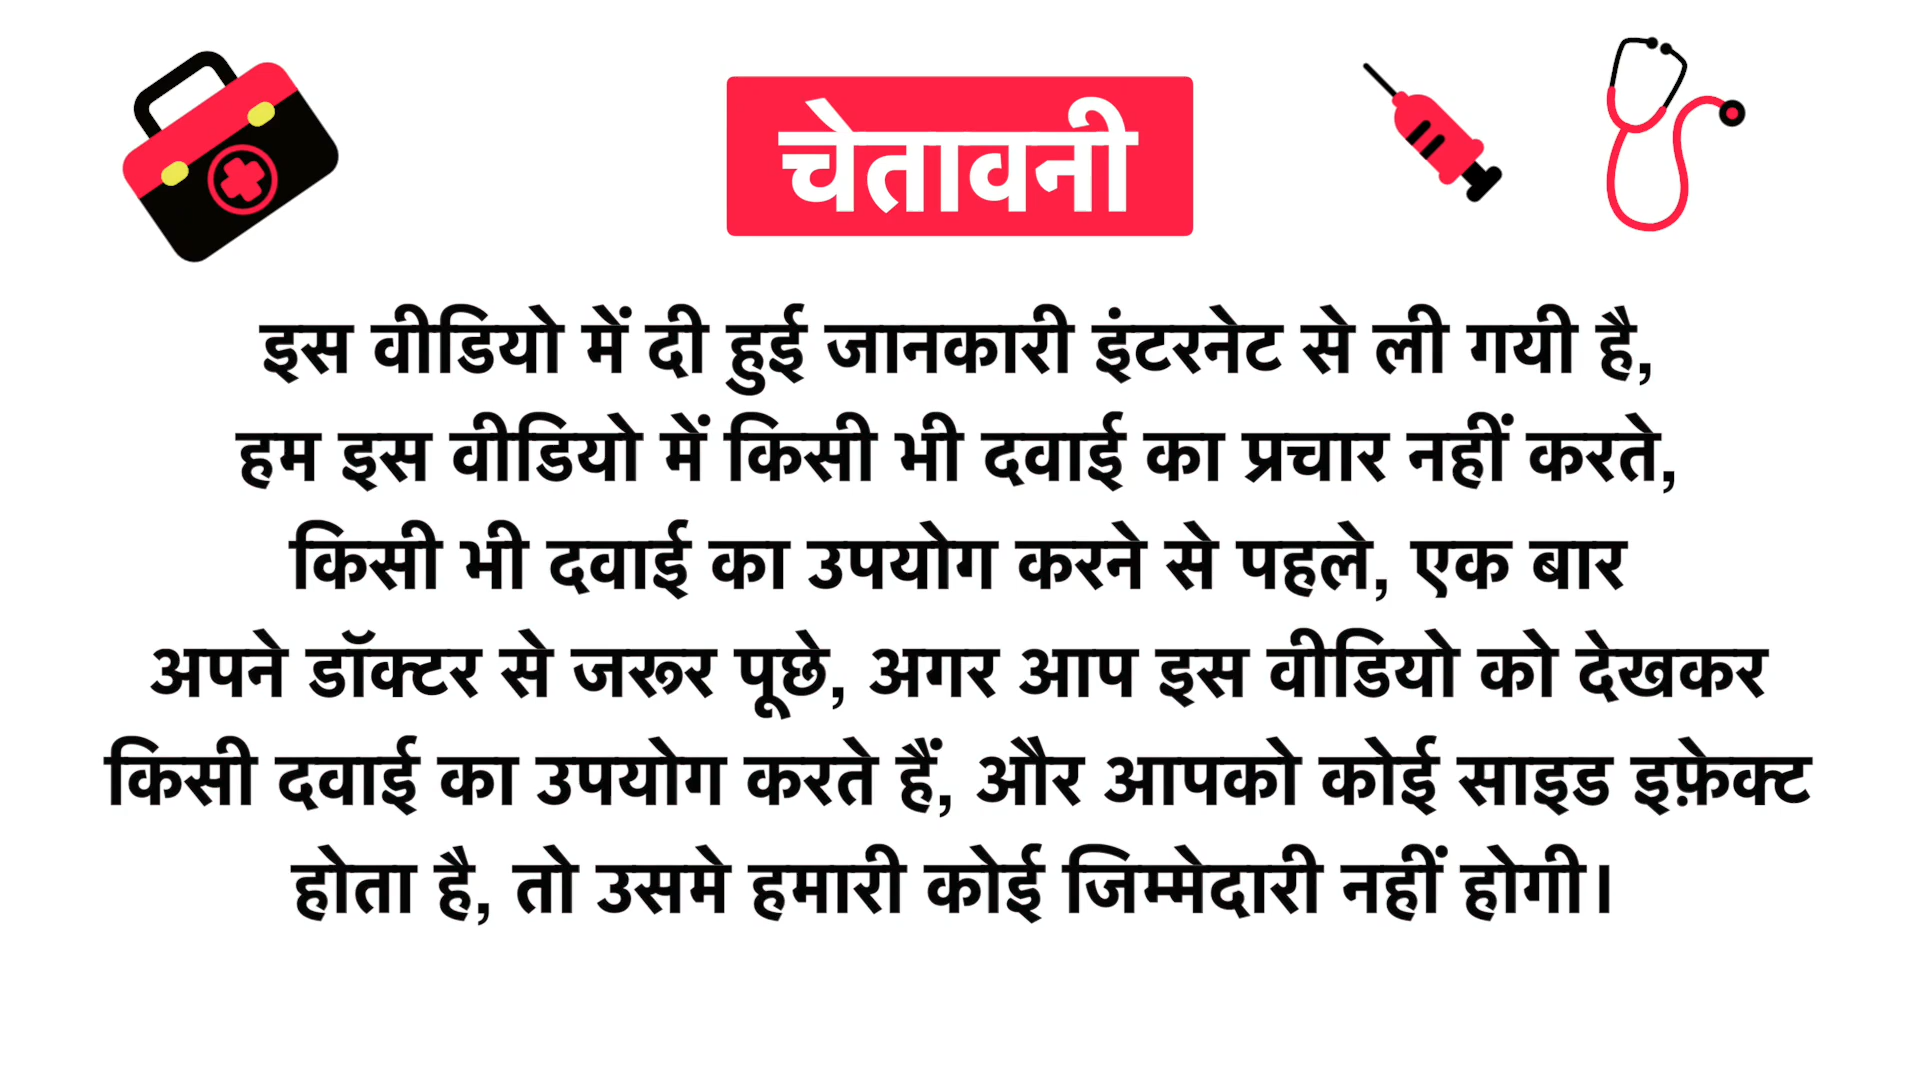 चेतावनी
इस वीडियो में दी हुई जानकारी इंटरनेट से ली गयी है,
हम इस वीडियो में किसी भी दवाई का प्रचार नहीं करते,
किसी भी दवाई का उपयोग करने से पहले, एक बार
अपने डॉक्टर से जरूर पूछे, अगर आप इस वीडियो को देखकर
किसी दवाई का उपयोग करते हैं, और आपको कोई साइड इफ़ेक्ट
होता है, तो उसमे हमारी कोई जिम्मेदारी नहीं होगी।